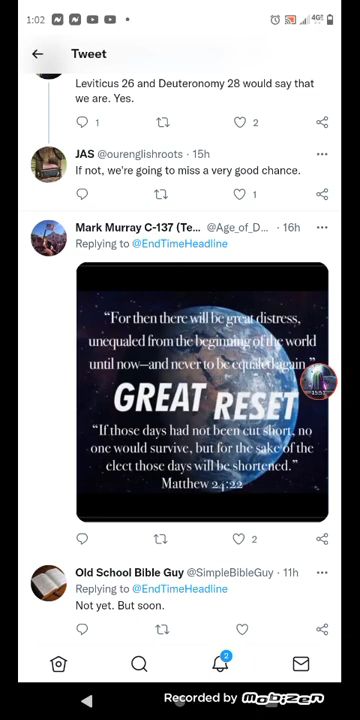 1:02
4G
Tweet
Leviticus 26 and Deuteronomy 28 would say that
we are. Yes.
1
2
JAS @ourenglishroots · 15h
If not, we're going to miss a very good chance.
1
Mark Murray C-137 (Te... @Age_of_D... · 16h
Replying to @EndTimeHeadline
“For then there will be great distress,
unequaled from the beginning of the world
until now—and never to be equaled again.”
GREAT RESET
“If those days had not been cut short, no
one would survive, but for the sake of the
elect those days will be shortened.”
Matthew 24:22
2
Old School Bible Guy @SimpleBibleGuy · 11h
Replying to @EndTimeHeadline
Not yet. But soon.
2
Recorded by mobizen